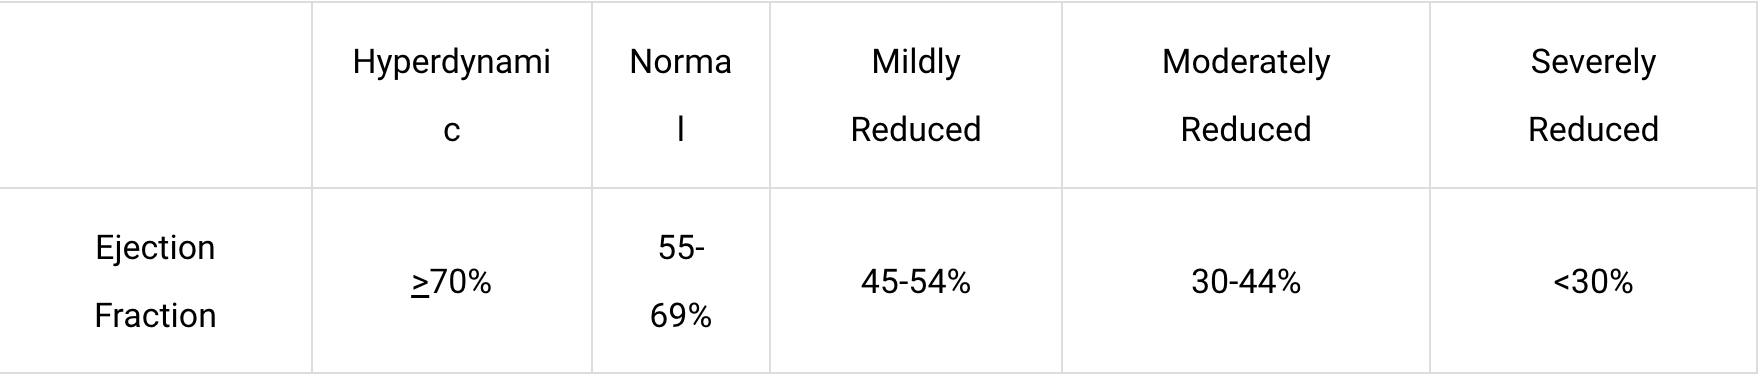 Hyperdynami
c
Norma
l
Mildly
Reduced
Moderately
Reduced
Severely
Reduced
Ejection
Fraction
≥70%
55-
69%
45-54%
30-44%
<30%